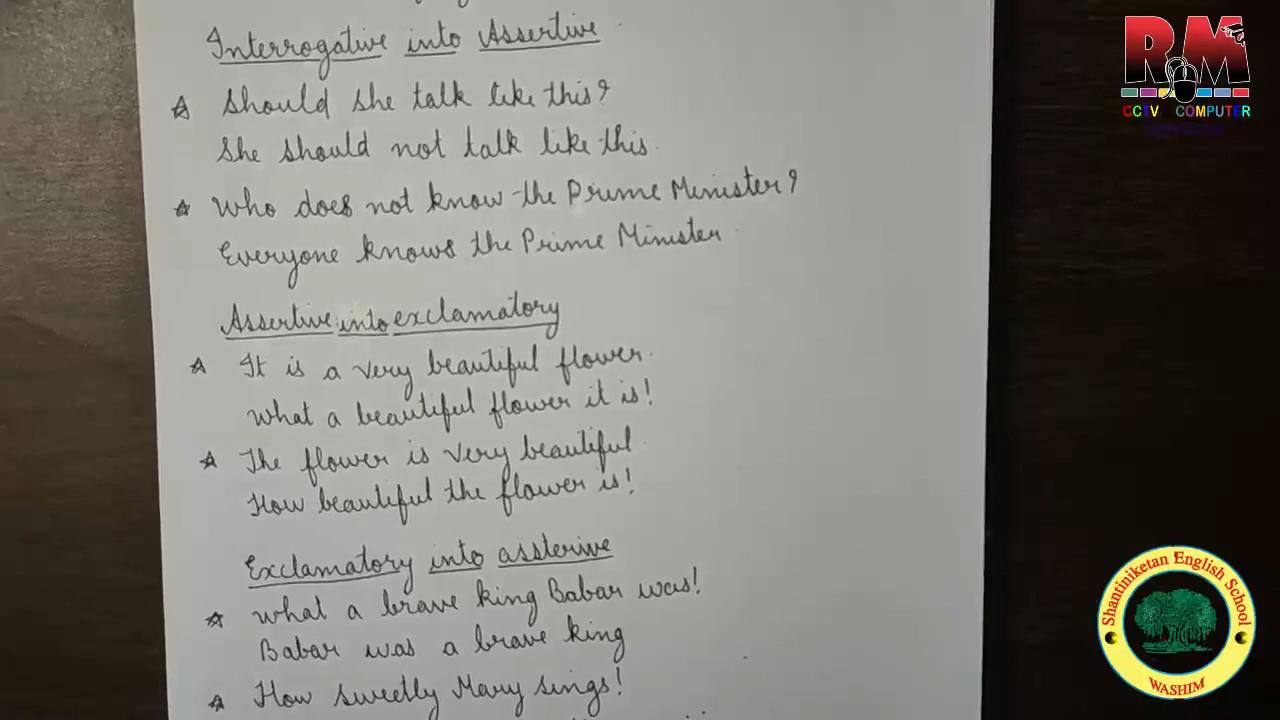 Interrogative into Assertive
☆ Should she talk like this?
She should not talk like this.
☆ Who does not know the Prime Minister?
Everyone knows the Prime Minister.
Assertive into exclamatory
☆ It is a very beautiful flower.
What a beautiful flower it is!
☆ The flower is very beautiful.
How beautiful the flower is!
Exclamatory into assterive
☆ What a brave king Babar was!
Babar was a brave king
☆ How sweetly Mary sings!
RM
CCTV COMPUTER
Shantiniketan English School
WASHIM